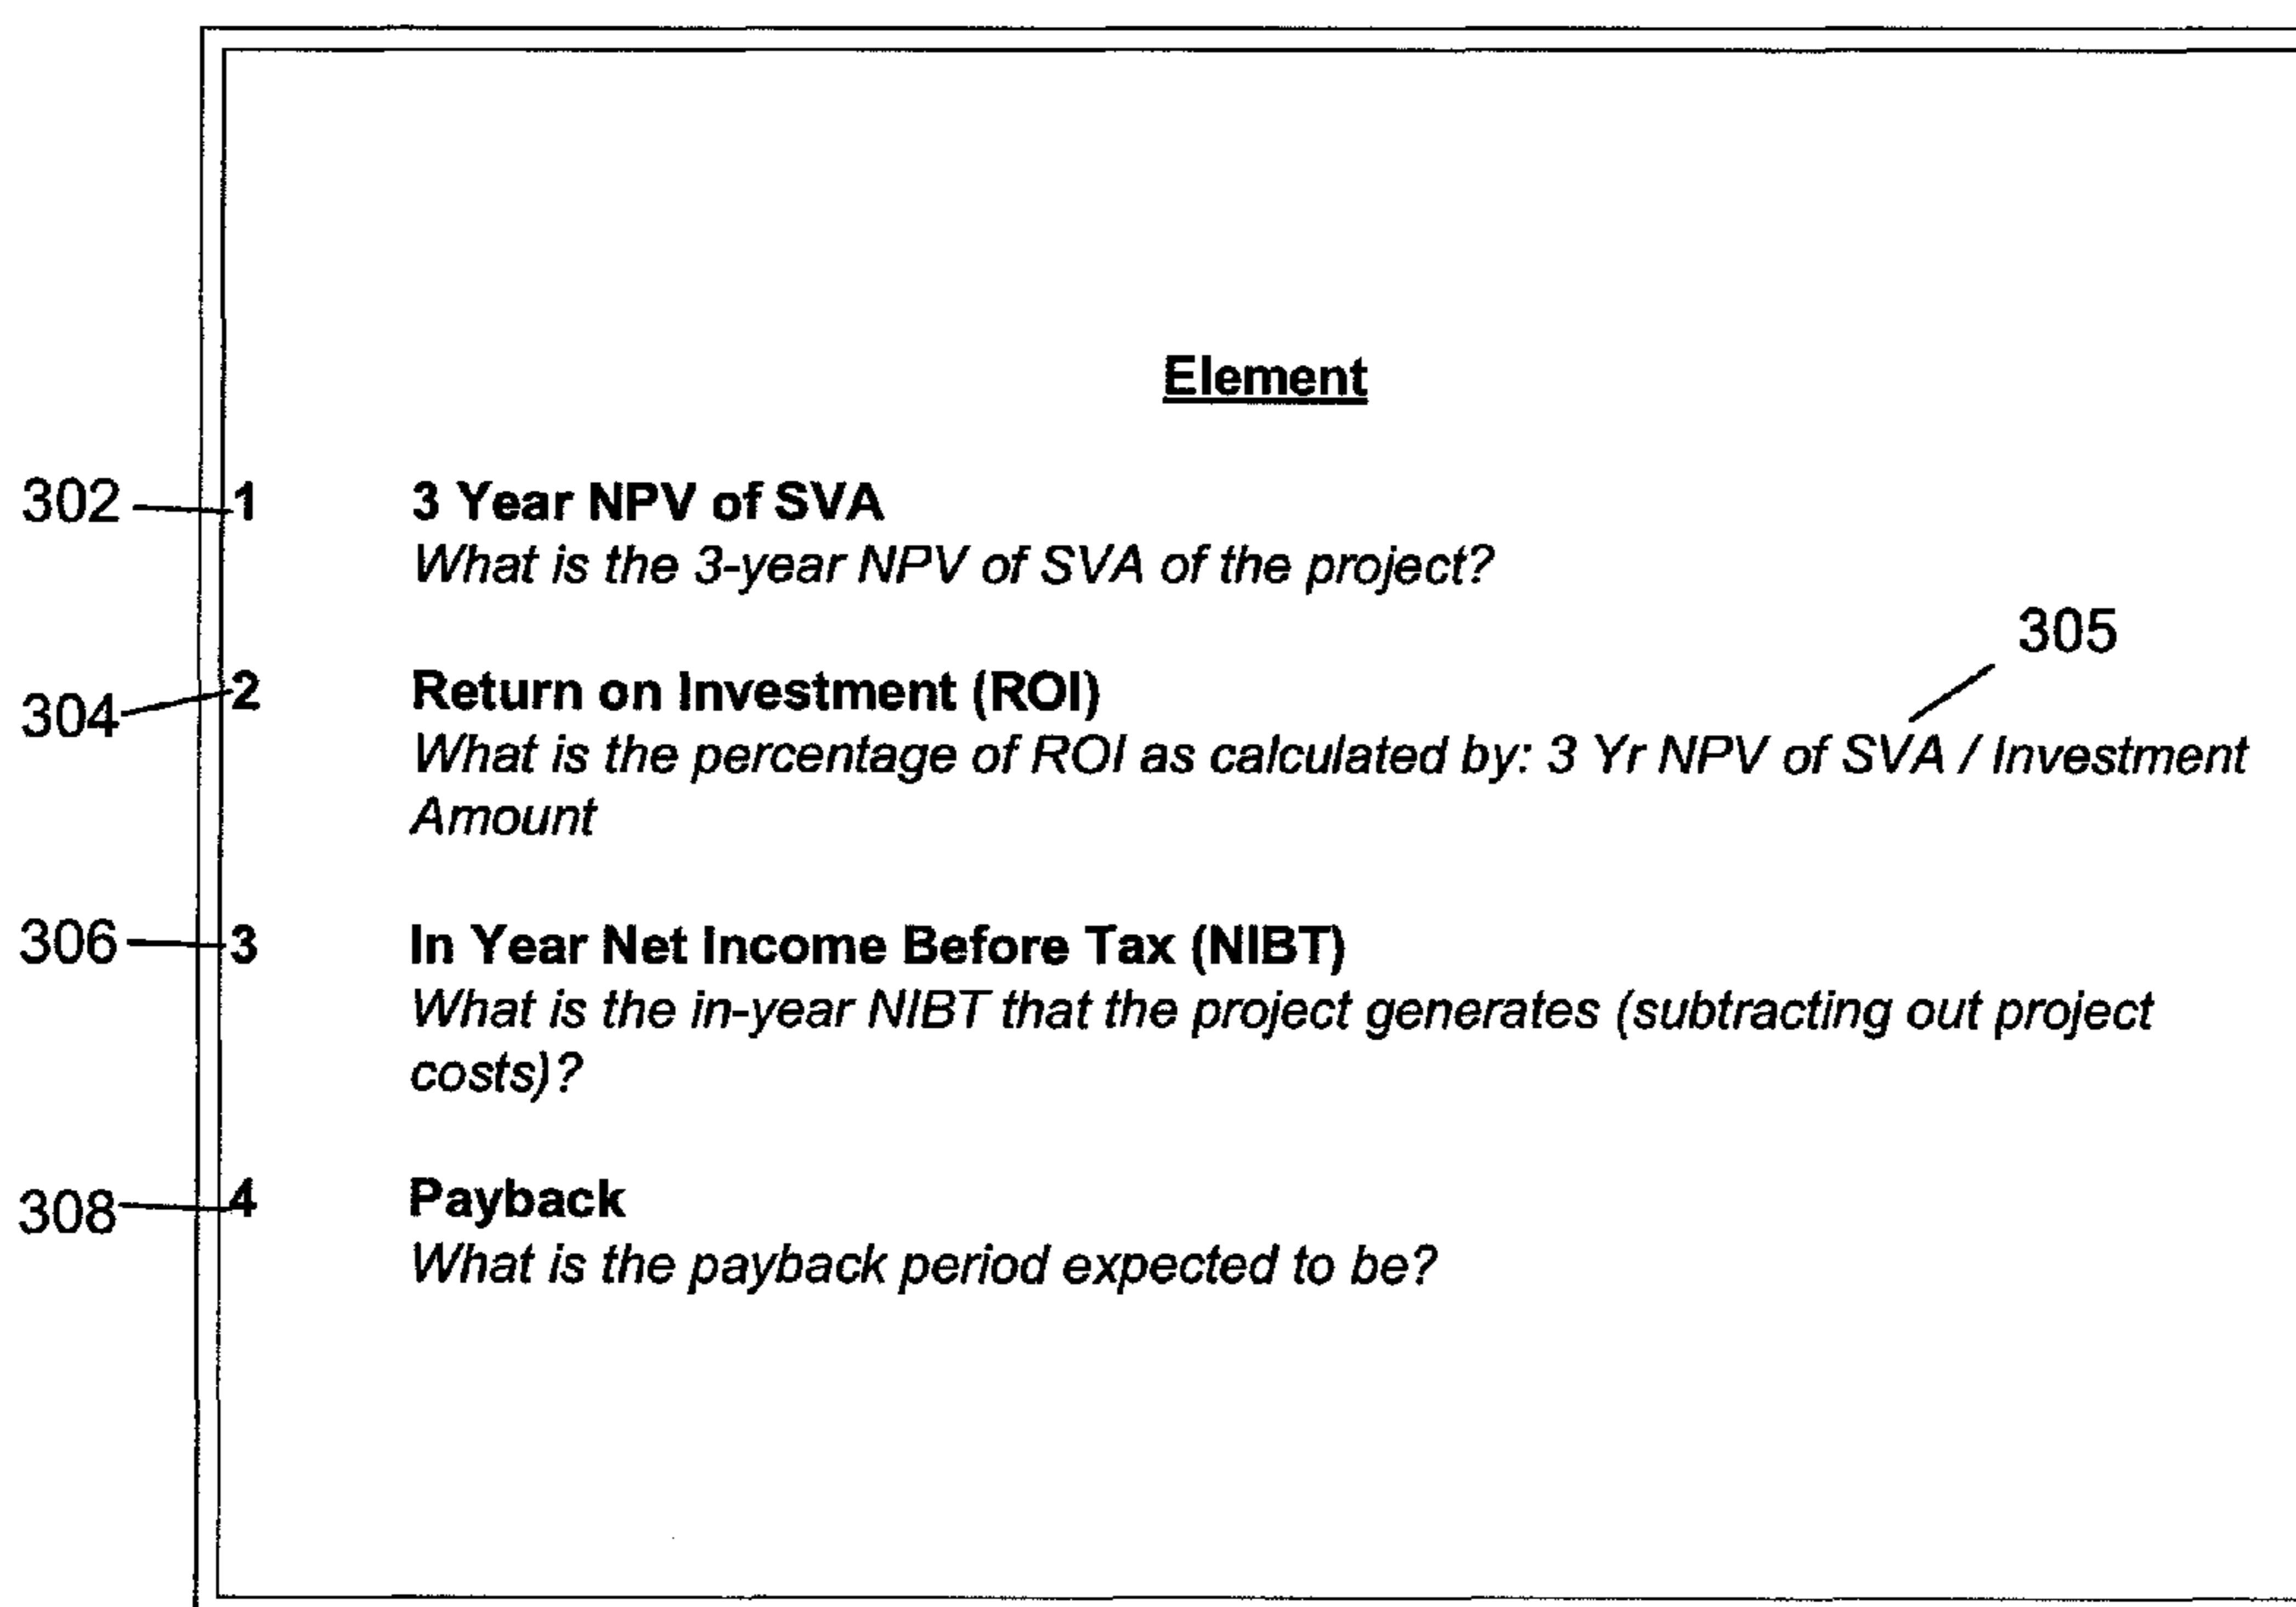 Element
302 1 3 Year NPV of SVA
What is the 3-year NPV of SVA of the project?
305
304 2 Return on Investment (ROI)
What is the percentage of ROI as calculated by: 3 Yr NPV of SVA / Investment
Amount
306 3 In Year Net Income Before Tax (NIBT)
What is the in-year NIBT that the project generates (subtracting out project
costs)?
308 4 Payback
What is the payback period expected to be?